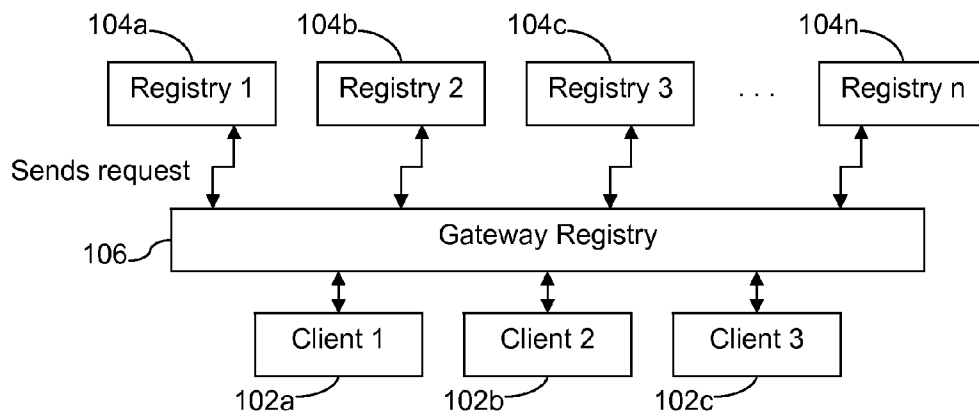 104a 104b 104c 104n
Registry 1 Registry 2 Registry 3 . . . Registry n
Sends request
Gateway Registry
106
Client 1 Client 2 Client 3
102a 102b 102c